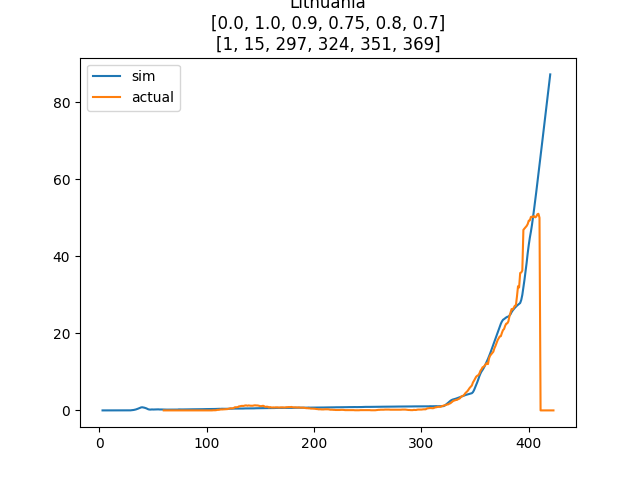 Lithuania
[0.0, 1.0, 0.9, 0.75, 0.8, 0.7]
[1, 15, 297, 324, 351, 369]
sim
actual
80
60
40
20
0
0 100 200 300 400